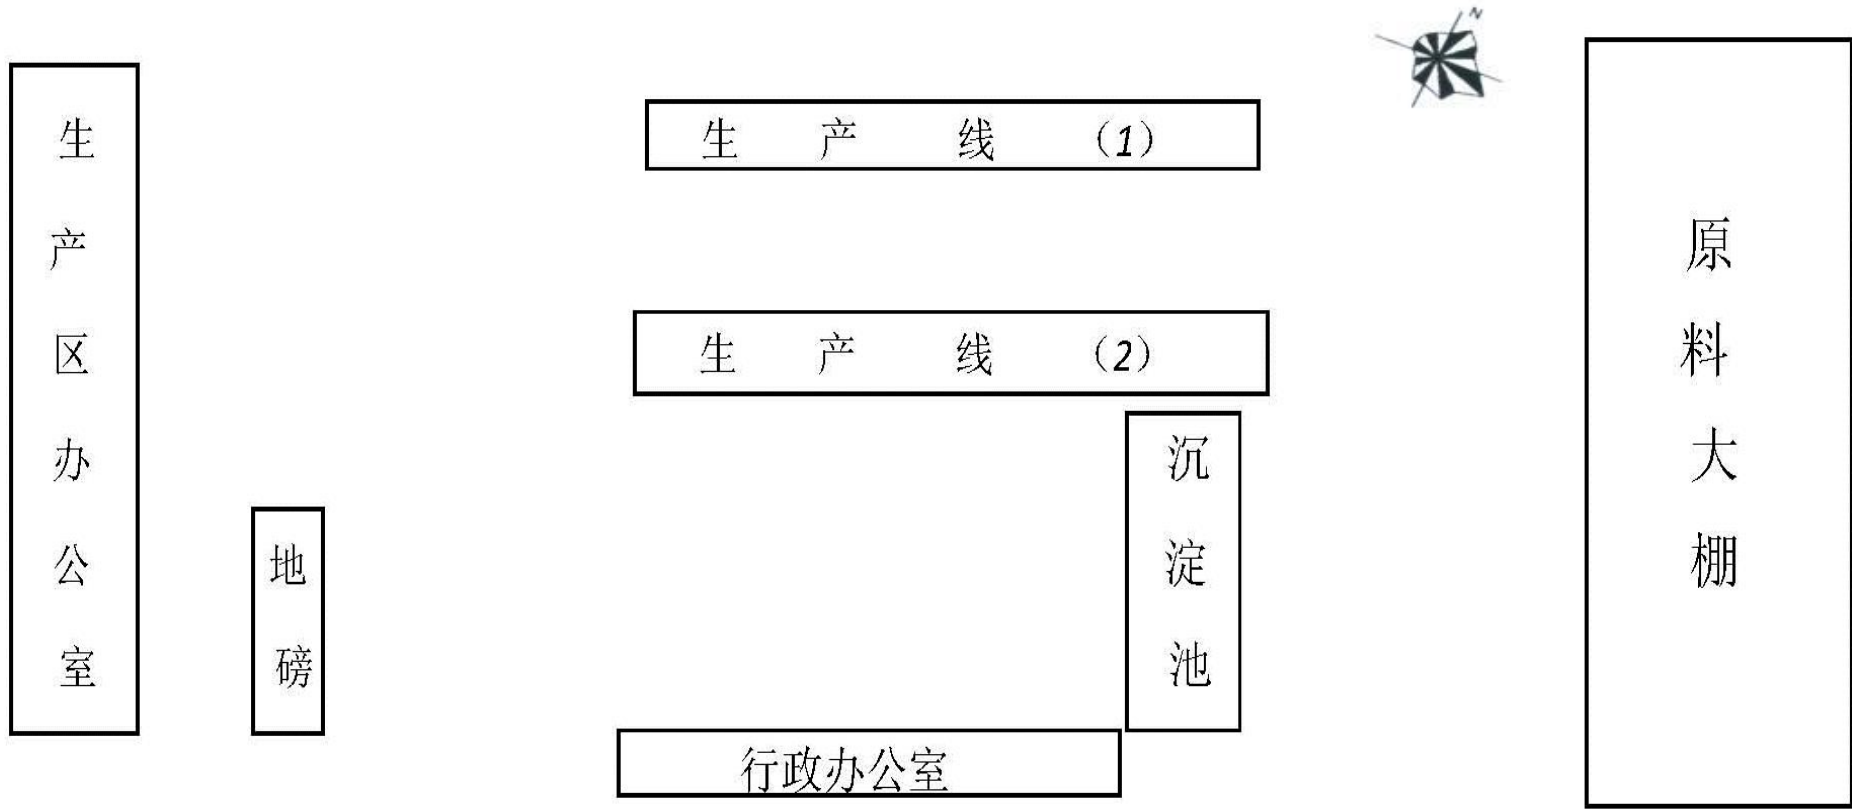 N
生产区办公室
生产线（1）
生产线（2）
原料大棚
沉淀池
地磅
行政办公室